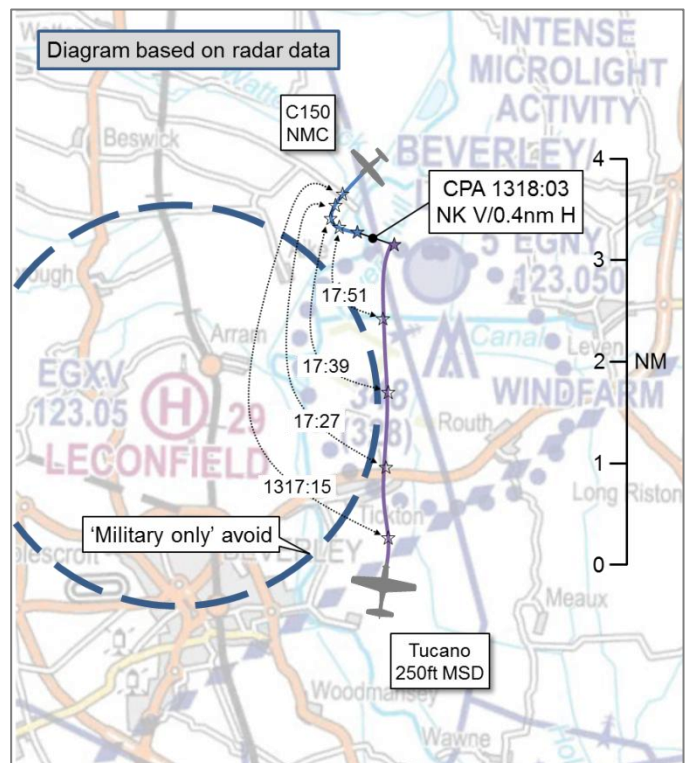 Diagram based on radar data
INTENSE
MICROLIGHT
ACTIVITY
BEVERLEY/
C150
NMC
Beswick
4
CPA 1318:03
NK V/0.4nm H
5 EGNY
123.050
3
17:51
Arram
Canal
Leven
2
NM
17:39
EGXV
123.05
H
29
LECONFIELD
WINDFARM
17:27
Routh
1
1317:15
Tickton
Long Riston
'Military only' avoid
BEVERLEY
0
Meaux
Tucano
250ft MSD
Woodmansey
Wawne